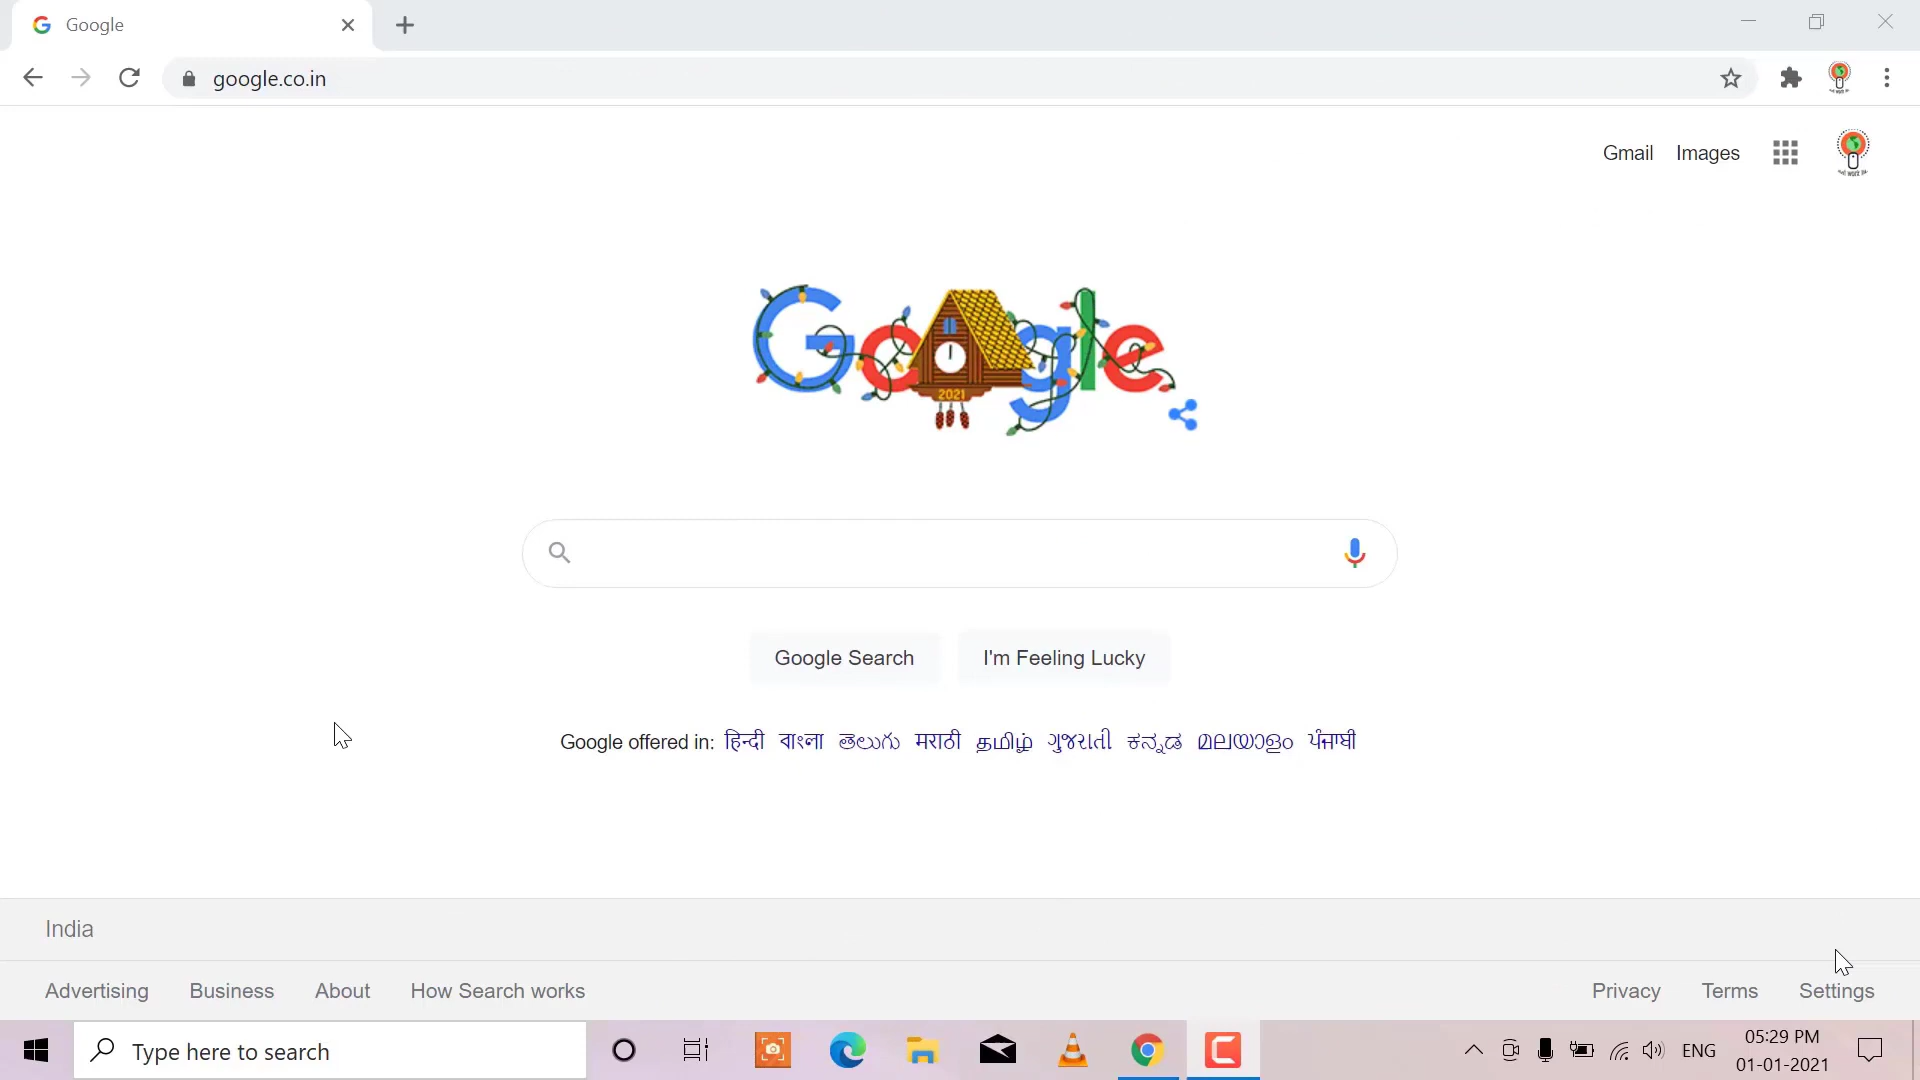 Google
google.co.in
Gmail Images
Google
2021
Google Search I'm Feeling Lucky
Google offered in: हिन्दी বাংলা తెలుగు मराठी தமிழ் ગુજરાતી ಕನ್ನಡ മലയാളം ਪੰਜਾਬੀ
India
Advertising Business About How Search works Privacy Terms Settings
Type here to search ENG 05:29 PM
01-01-2021